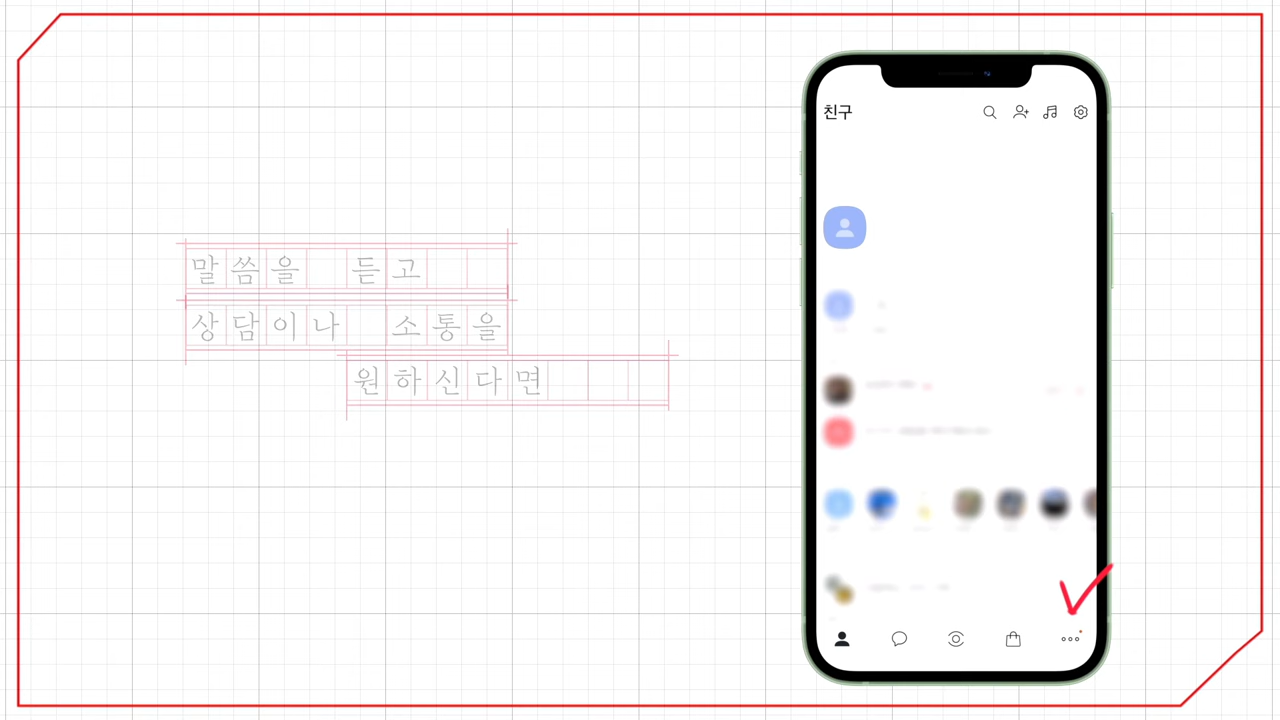 말씀을 듣고
상담이나 소통을
원하신다면
친구